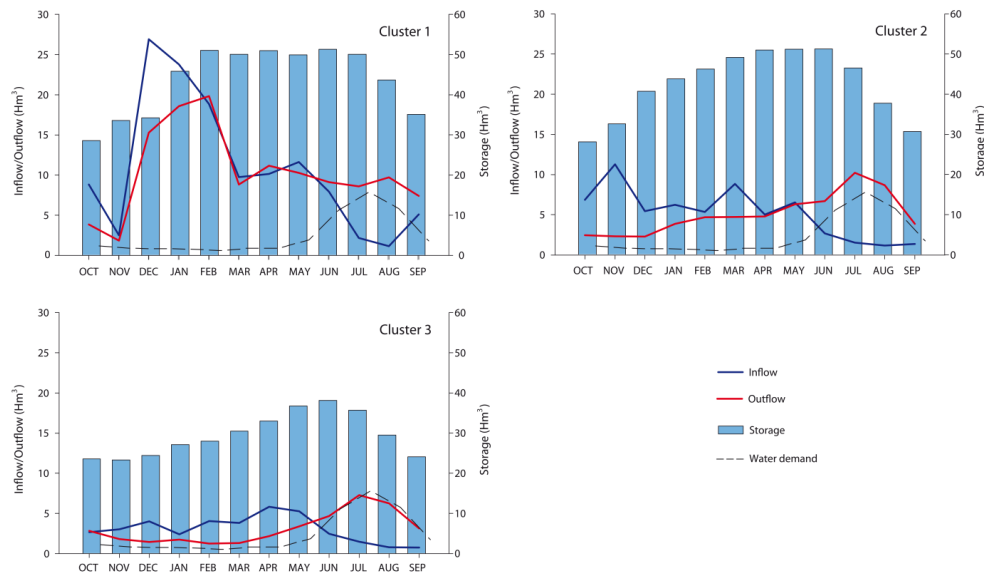 Cluster 1
30
25
20
15
10
5
0
Inflow/Outflow (Hm³)
60
50
40
30
20
10
0
Storage (Hm³)
OCT NOV DEC JAN FEB MAR APR MAY JUN JUL AUG SEP
Cluster 2
30
25
20
15
10
5
0
Inflow/Outflow (Hm³)
60
50
40
30
20
10
0
Storage (Hm³)
OCT NOV DEC JAN FEB MAR APR MAY JUN JUL AUG SEP
Cluster 3
30
25
20
15
10
5
0
Inflow/Outflow (Hm³)
60
50
40
30
20
10
0
Storage (Hm³)
OCT NOV DEC JAN FEB MAR APR MAY JUN JUL AUG SEP
Inflow
Outflow
Storage
Water demand